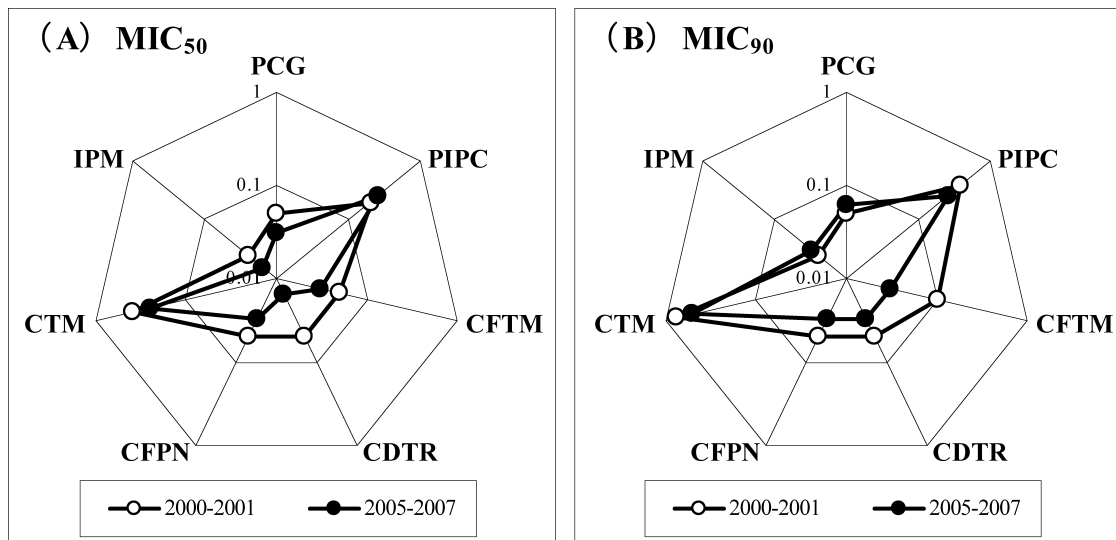 （A） MIC50
PCG
1
IPM
PIPC
0.1
0.01
CTM
CFTM
CFPN
CDTR
2000-2001
2005-2007
（B） MIC90
PCG
1
IPM
PIPC
0.1
0.01
CTM
CFTM
CFPN
CDTR
2000-2001
2005-2007